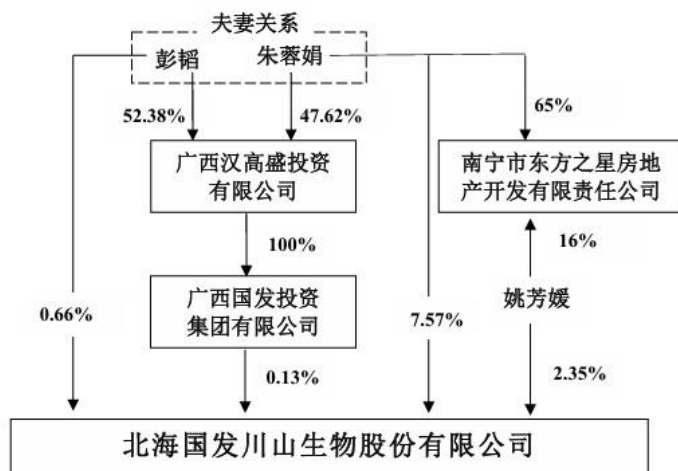 夫妻关系
彭韬
朱蓉娟
52.38%
47.62%
65%
广西汉高盛投资
有限公司
南宁市东方之星房地
产开发有限责任公司
100%
16%
广西国发投资
集团有限公司
姚芳媛
0.66%
7.57%
0.13%
2.35%
北海国发川山生物股份有限公司